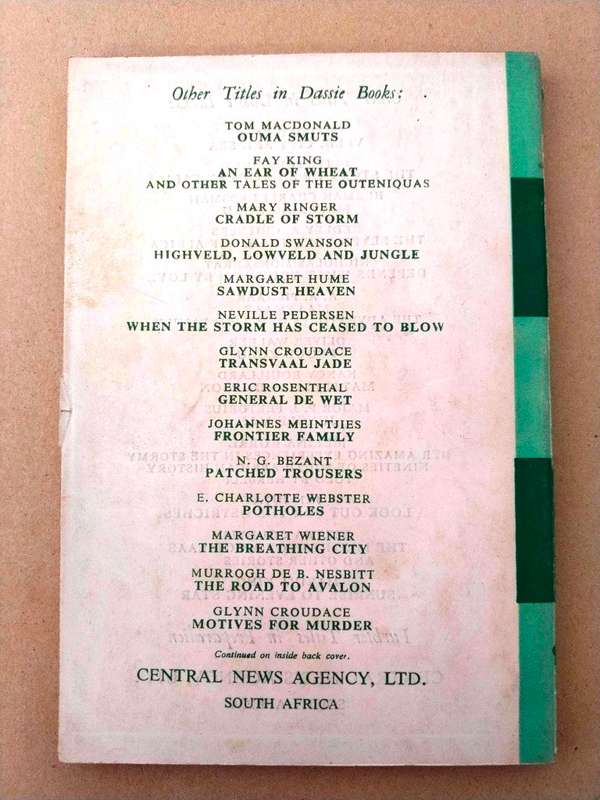 Other Titles in Dassie Books:
TOM MACDONALD
OUMA SMUTS
FAY KING
AN EAR OF WHEAT
AND OTHER TALES OF THE OUTENIQUAS
MARY RINGER
CRADLE OF STORM
DONALD SWANSON
HIGHVELD, LOWVELD AND JUNGLE
MARGARET HUME
SAWDUST HEAVEN
NEVILLE PEDERSEN
WHEN THE STORM HAS CEASED TO BLOW
GLYNN CROUDACE
TRANSVAAL JADE
ERIC ROSENTHAL
GENERAL DE WET
JOHANNES MEINTJIES
FRONTIER FAMILY
N. G. BEZANT
PATCHED TROUSERS
E. CHARLOTTE WEBSTER
POTHOLES
MARGARET WIENER
THE BREATHING CITY
MURROGH DE B. NESBITT
THE ROAD TO AVALON
GLYNN CROUDACE
MOTIVES FOR MURDER
Continued on inside back cover.
CENTRAL NEWS AGENCY, LTD.
SOUTH AFRICA